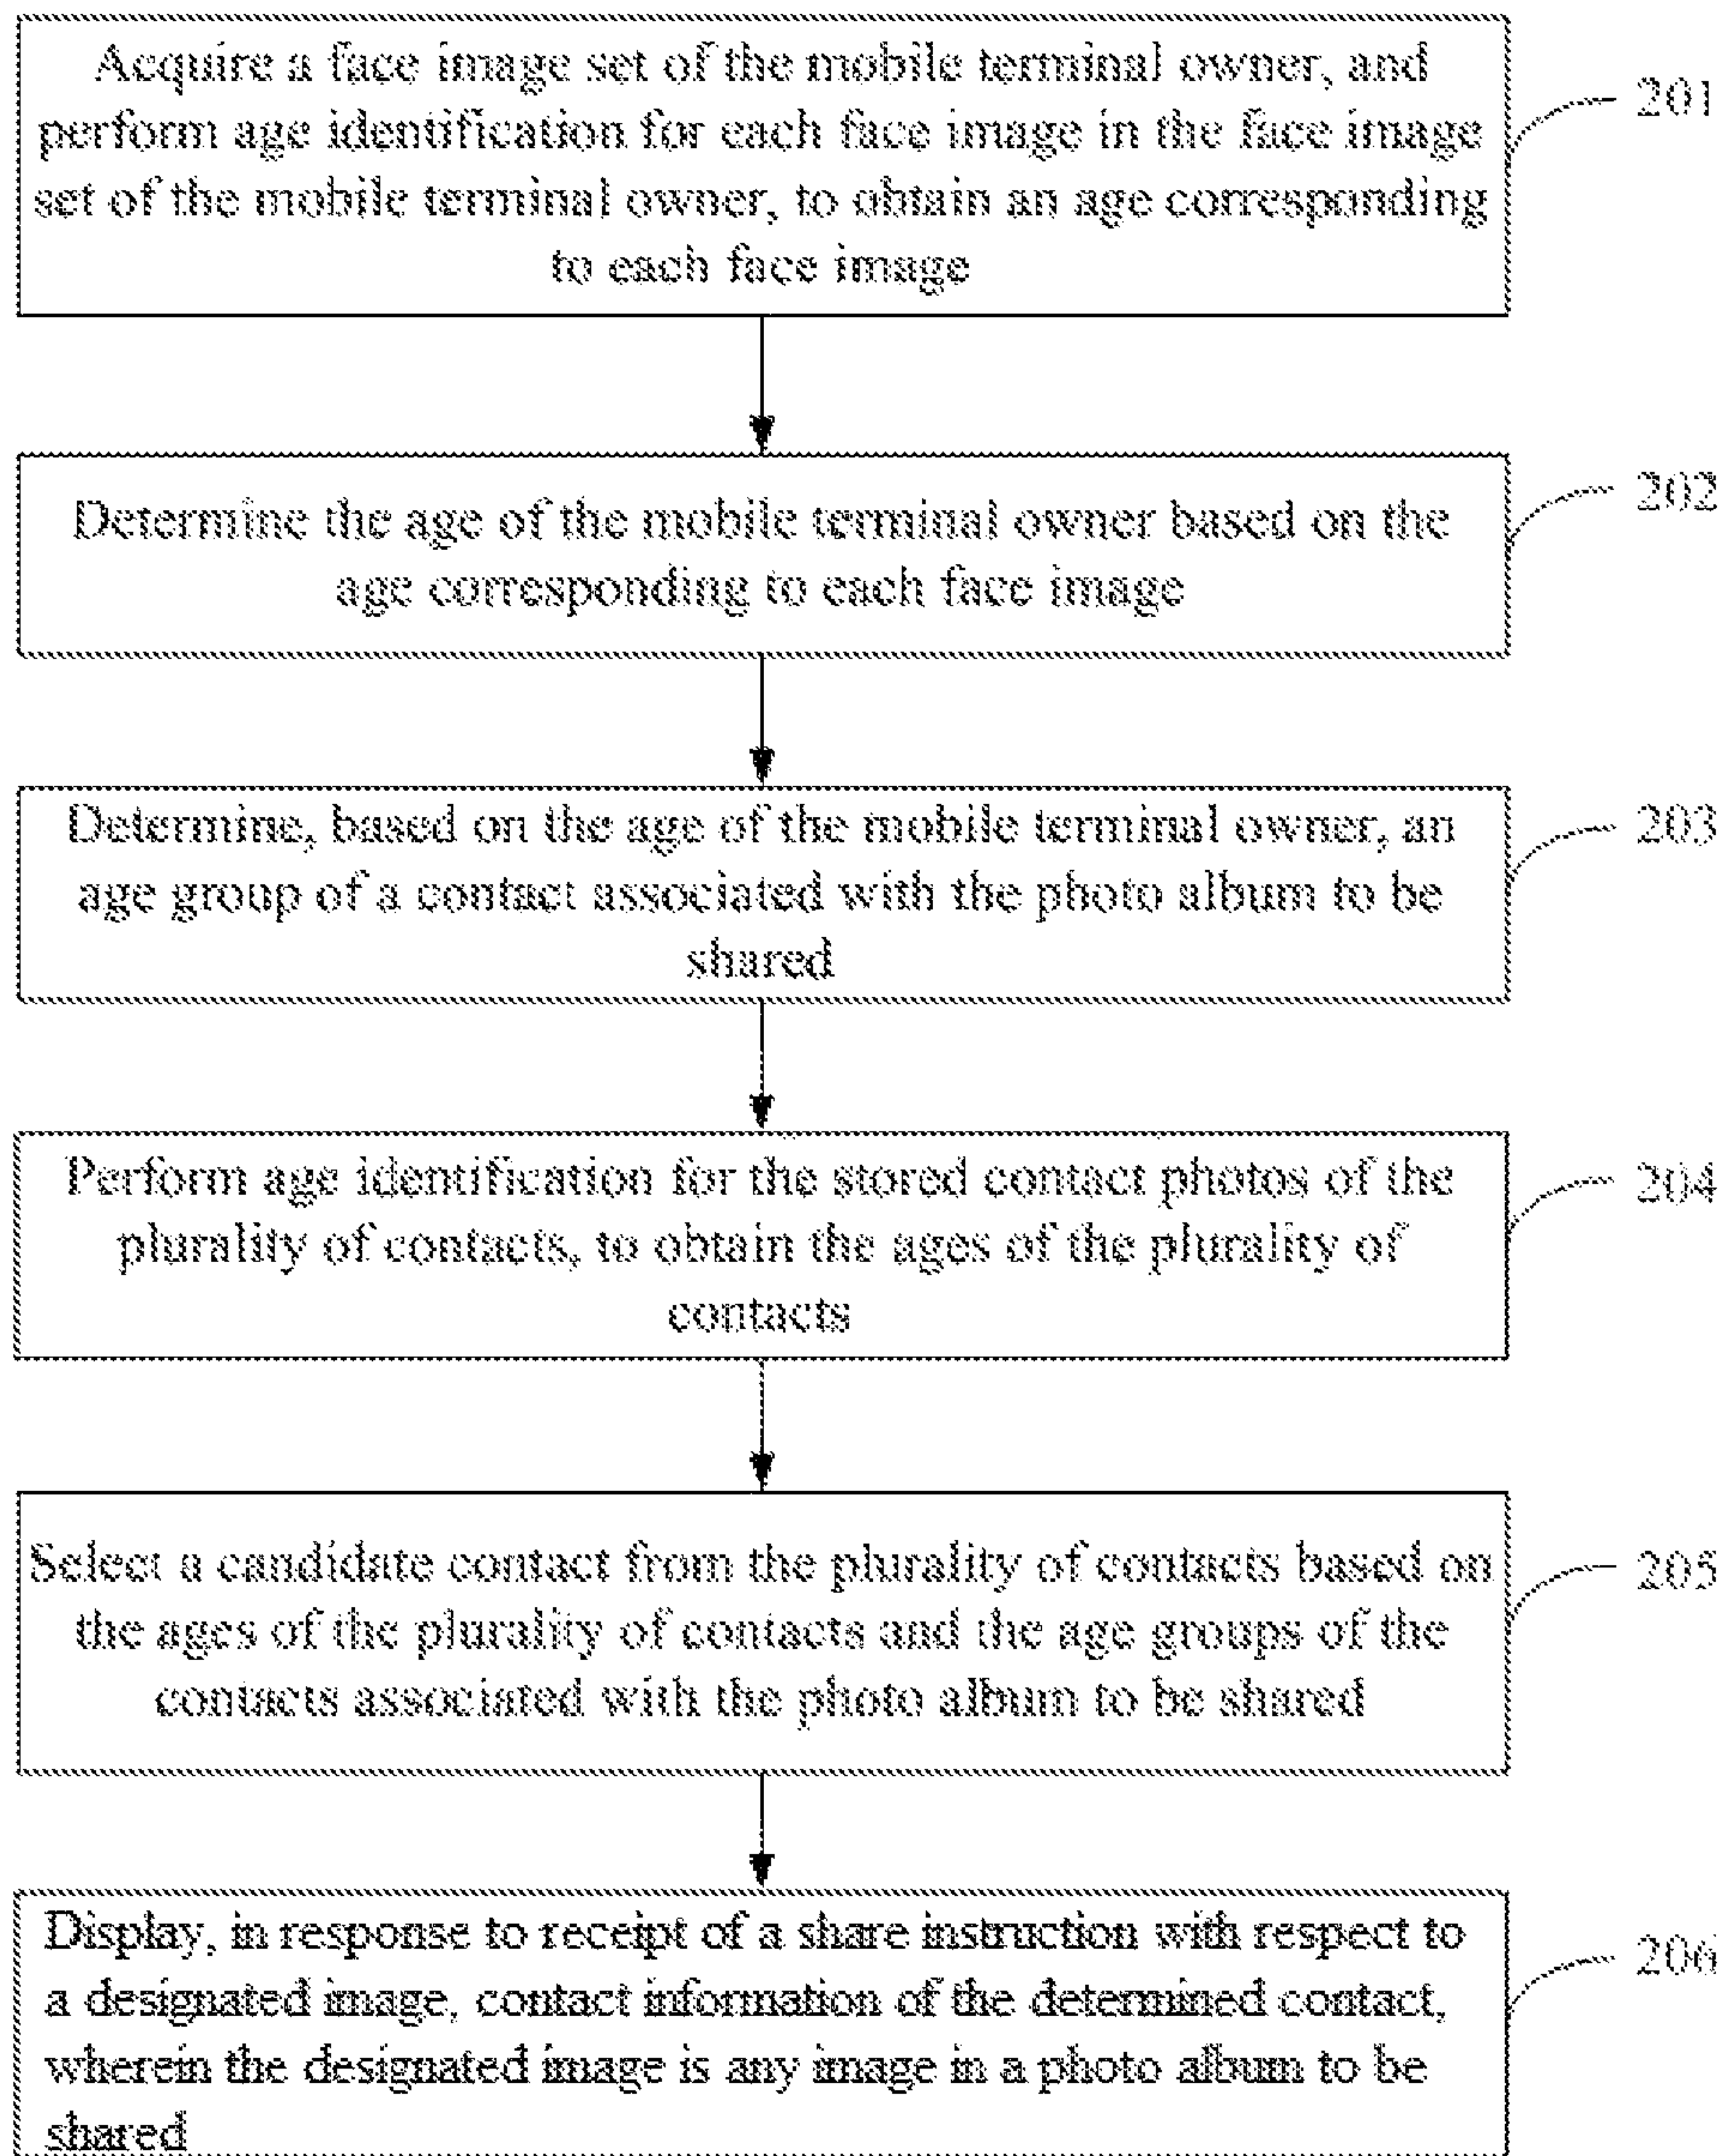 Acquire a face image set of the mobile terminal owner, and
perform age identification for each face image in the face image
set of the mobile terminal owner, to obtain an age corresponding
to each face image
201
Determine the age of the mobile terminal owner based on the
age corresponding to each face image
202
Determine, based on the age of the mobile terminal owner, an
age group of a contact associated with the photo album to be
shared
203
Perform age identification for the stored contact photos of the
plurality of contacts, to obtain the ages of the plurality of
contacts
204
Select a candidate contact from the plurality of contacts based on
the ages of the plurality of contacts and the age groups of the
contacts associated with the photo album to be shared
205
Display, in response to receipt of a share instruction with respect to
a designated image, contact information of the determined contact,
wherein the designated image is any image in a photo album to be
shared
206